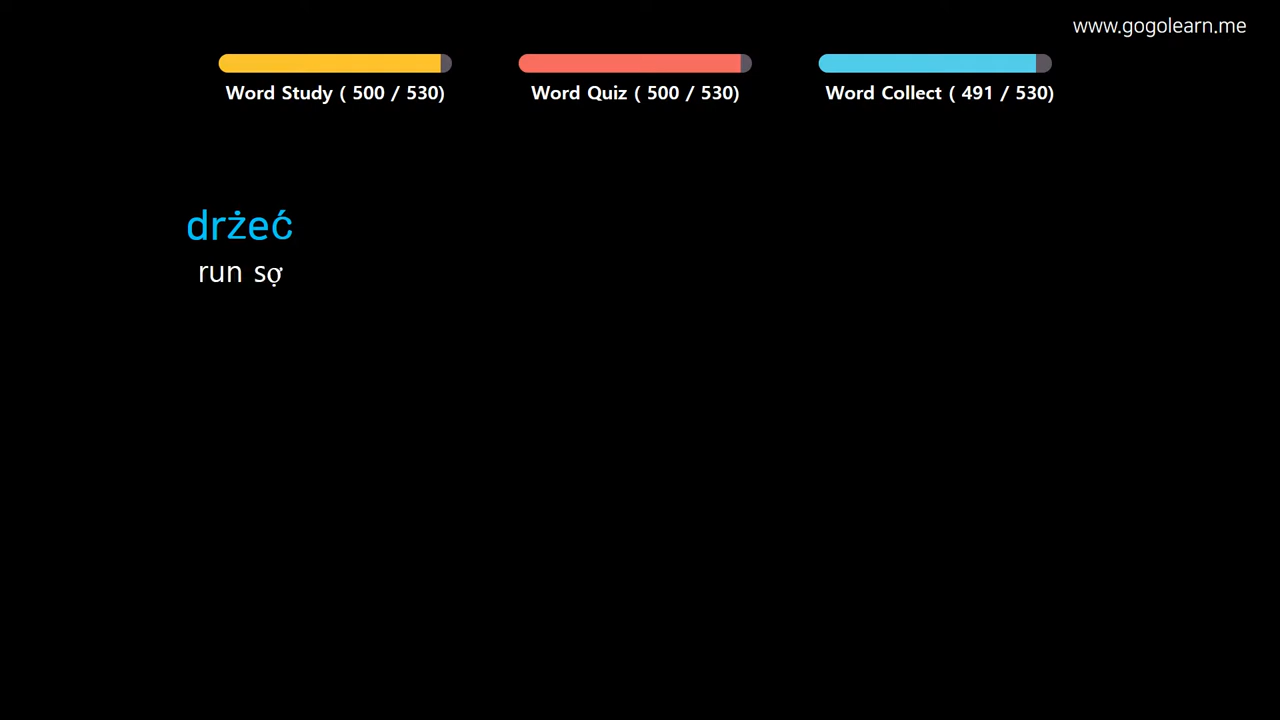 www.gogolearn.me
Word Study ( 500 / 530)
Word Quiz ( 500 / 530)
Word Collect ( 491 / 530)
drżeć
run sợ